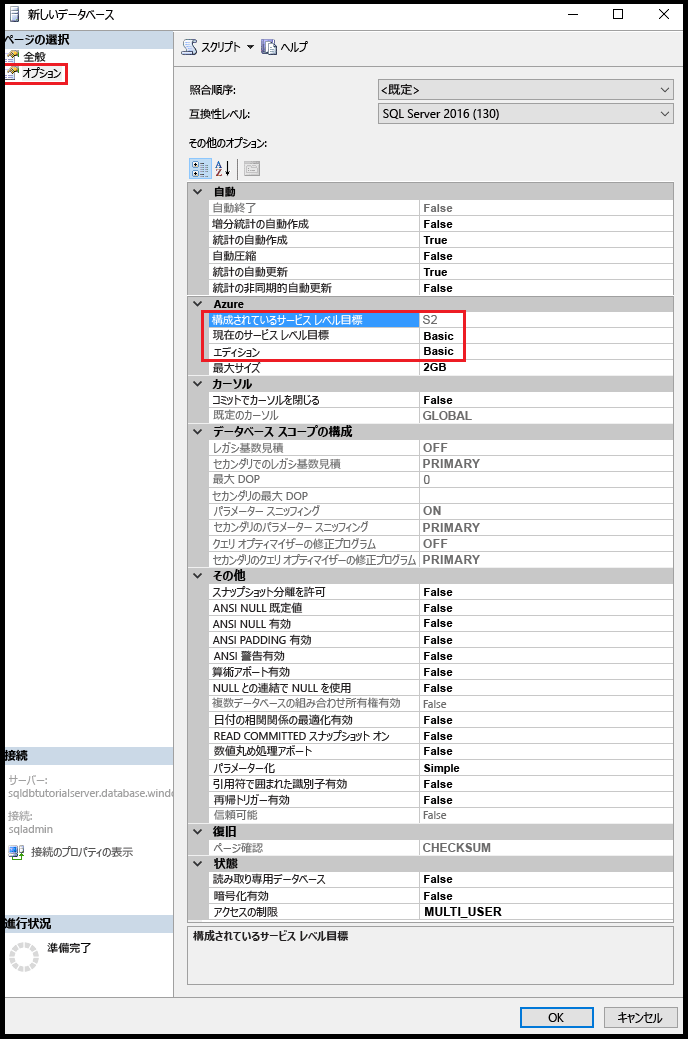 新しいデータベース
ページの選択
全般
オプション
スクリプト ヘルプ
照合順序: <既定>
互換性レベル: SQL Server 2016 (130)
その他のオプション:
自動
自動終了 False
増分統計の自動作成 False
統計の自動作成 True
自動圧縮 False
統計の自動更新 True
統計の非同期的自動更新 False
Azure
構成されているサービス レベル目標 S2
現在のサービス レベル目標 Basic
エディション Basic
最大サイズ 2GB
カーソル
コミットでカーソルを閉じる False
既定のカーソル GLOBAL
データベース スコープの構成
レガシ基数見積 OFF
セカンダリでのレガシ基数見積 PRIMARY
最大 DOP 0
セカンダリの最大 DOP
パラメーター スニッフィング ON
セカンダリのパラメーター スニッフィング PRIMARY
クエリ オプティマイザーの修正プログラム OFF
セカンダリのクエリ オプティマイザーの修正プログラム PRIMARY
その他
スナップショット分離を許可 False
ANSI NULL 既定値 False
ANSI NULL 有効 False
ANSI PADDING 有効 False
ANSI 警告有効 False
算術アボート有効 False
NULL との連結で NULL を使用 False
複数データベースの組み合わせ所有権有効 False
日付の相関関係の最適化有効 False
READ COMMITTED スナップショット オン False
数値丸め処理アボート False
パラメーター化 Simple
引用符で囲まれた識別子有効 False
再帰トリガー有効 False
信頼可能 False
復旧
ページ確認 CHECKSUM
状態
読み取り専用データベース False
暗号化有効 False
アクセスの制限 MULTI_USER
構成されているサービス レベル目標
接続
サーバー:
sqldbtutorialserver.database.windo
接続:
sqladmin
接続のプロパティの表示
進行状況
準備完了
OK キャンセル